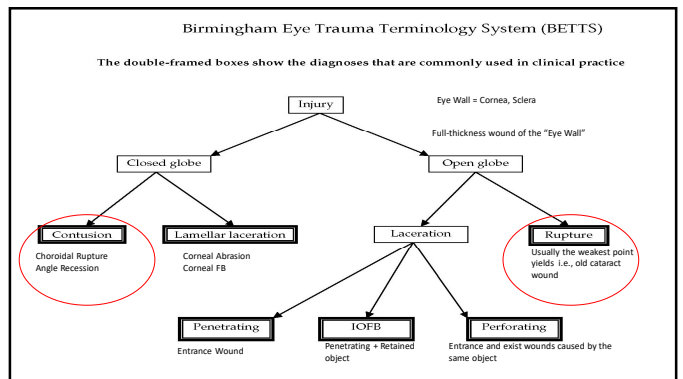 Birmingham Eye Trauma Terminology System (BETTS)
The double-framed boxes show the diagnoses that are commonly used in clinical practice
Injury
Eye Wall = Cornea, Sclera
Full-thickness wound of the “Eye Wall”
Closed globe
Open globe
Contusion
Lamellar laceration
Laceration
Rupture
Choroidal Rupture
Angle Recession
Corneal Abrasion
Corneal FB
Usually the weakest point
yields i.e., old cataract
wound
Penetrating
IOFB
Perforating
Entrance Wound
Penetrating + Retained
object
Entrance and exist wounds caused by the
same object